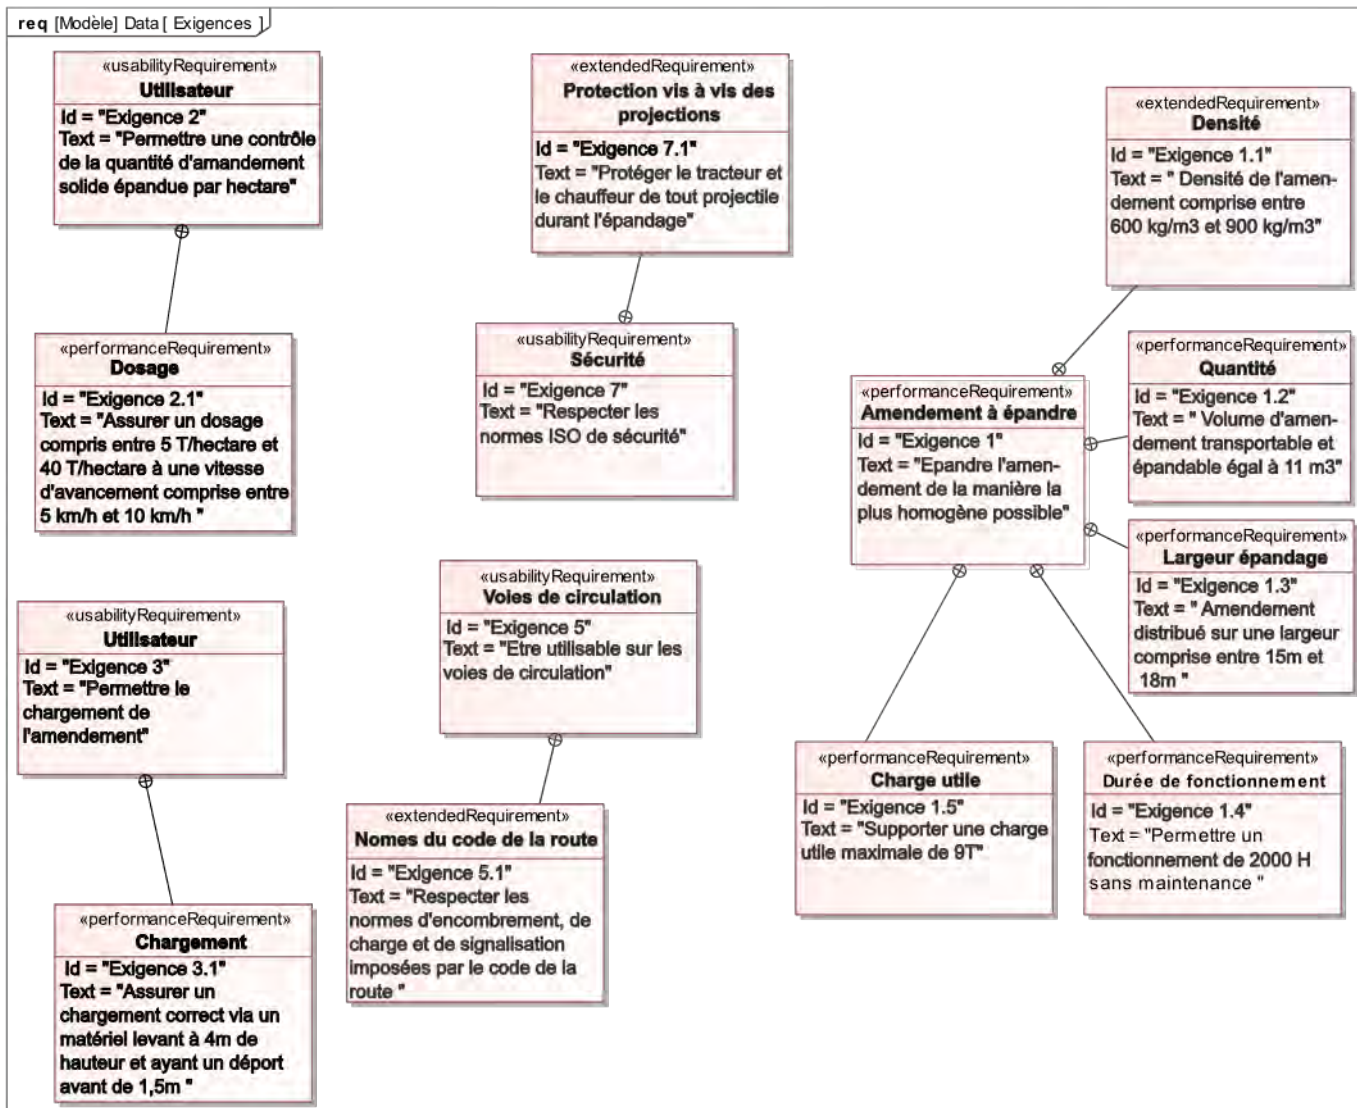 req [Modèle] Data [ Exigences ]
«usabilityRequirement»
Utilisateur
Id = "Exigence 2"
Text = "Permettre une contrôle
de la quantité d'amandement
solide épandue par hectare"
«performanceRequirement»
Dosage
Id = "Exigence 2.1"
Text = "Assurer un dosage
compris entre 5 T/hectare et
40 T/hectare à une vitesse
d'avancement comprise entre
5 km/h et 10 km/h "
«usabilityRequirement»
Utilisateur
Id = "Exigence 3"
Text = "Permettre le
chargement de
l'amendement"
«performanceRequirement»
Chargement
Id = "Exigence 3.1"
Text = "Assurer un
chargement correct via un
matériel levant à 4m de
hauteur et ayant un déport
avant de 1,5m "
«extendedRequirement»
Protection vis à vis des
projections
Id = "Exigence 7.1"
Text = "Protéger le tracteur et
le chauffeur de tout projectile
durant l'épandage"
«usabilityRequirement»
Sécurité
Id = "Exigence 7"
Text = "Respecter les
normes ISO de sécurité"
«usabilityRequirement»
Voies de circulation
Id = "Exigence 5"
Text = "Etre utilisable sur les
voies de circulation"
«extendedRequirement»
Nomes du code de la route
Id = "Exigence 5.1"
Text = "Respecter les
normes d'encombrement, de
charge et de signalisation
imposées par le code de la
route "
«extendedRequirement»
Densité
Id = "Exigence 1.1"
Text = " Densité de l'amen-
dement comprise entre
600 kg/m3 et 900 kg/m3"
«performanceRequirement»
Amendement à épandre
Id = "Exigence 1"
Text = "Epandre l'amen-
dement de la manière la
plus homogène possible"
«performanceRequirement»
Quantité
Id = "Exigence 1.2"
Text = " Volume d'amen-
dement transportable et
épandable égal à 11 m3"
«performanceRequirement»
Largeur épandage
Id = "Exigence 1.3"
Text = " Amendement
distribué sur une largeur
comprise entre 15m et
18m "
«performanceRequirement»
Charge utile
Id = "Exigence 1.5"
Text = "Supporter une charge
utile maximale de 9T"
«performanceRequirement»
Durée de fonctionnement
Id = "Exigence 1.4"
Text = "Permettre un
fonctionnement de 2000 H
sans maintenance "